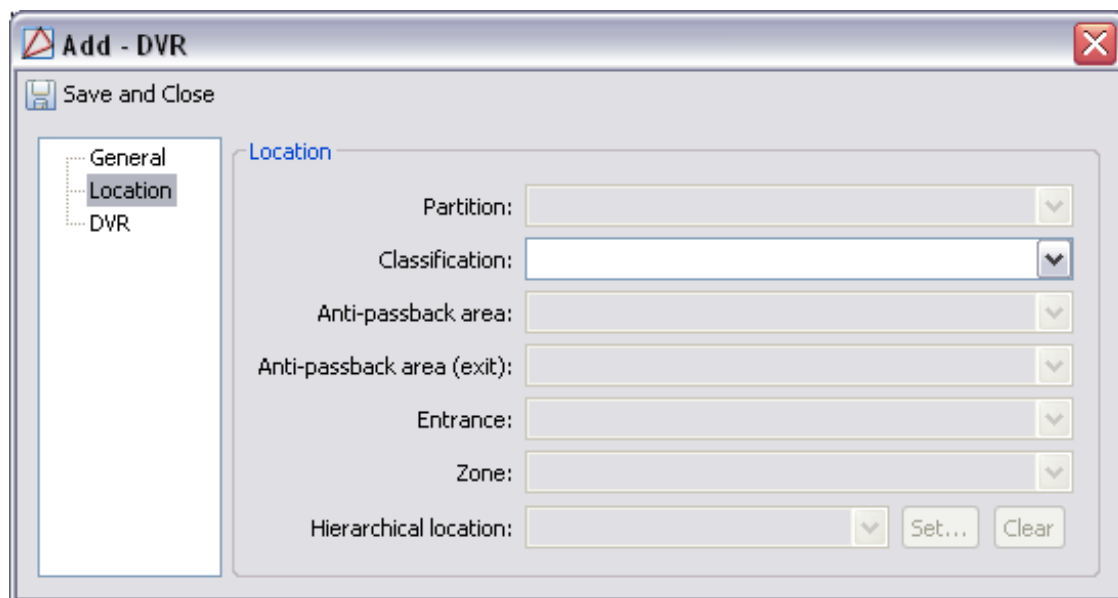 Add - DVR
Save and Close
General
Location
DVR
Location
Partition:
Classification:
Anti-passback area:
Anti-passback area (exit):
Entrance:
Zone:
Hierarchical location:
Set...
Clear